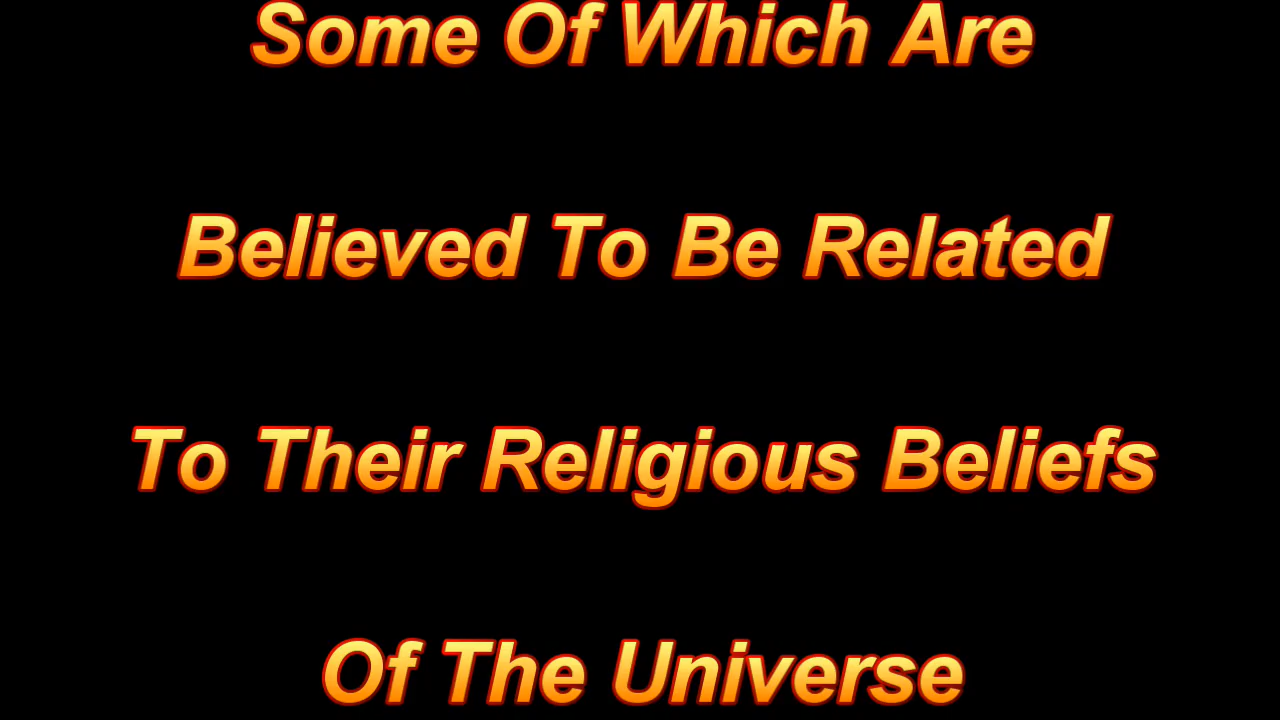 Some Of Which Are
Believed To Be Related
To Their Religious Beliefs
Of The Universe